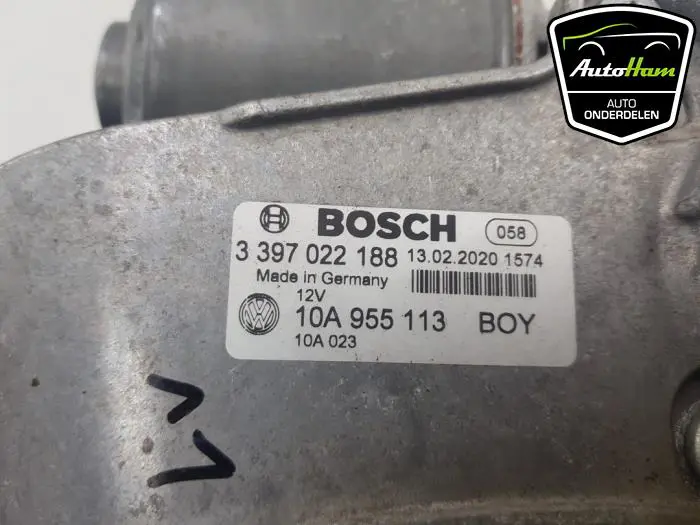 AutoHam
AUTO
ONDERDELEN
BOSCH 058
3 397 022 188 13.02.2020 1574
Made in Germany
12V
10A 955 113 BOY
10A 023